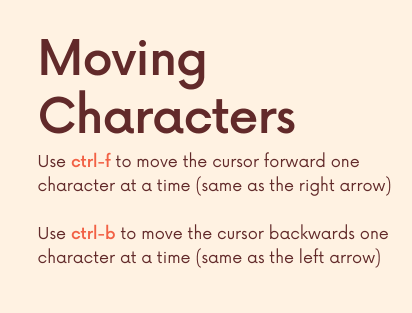 Moving
Characters
Use ctrl-f to move the cursor forward one
character at a time (same as the right arrow)
Use ctrl-b to move the cursor backwards one
character at a time (same as the left arrow)